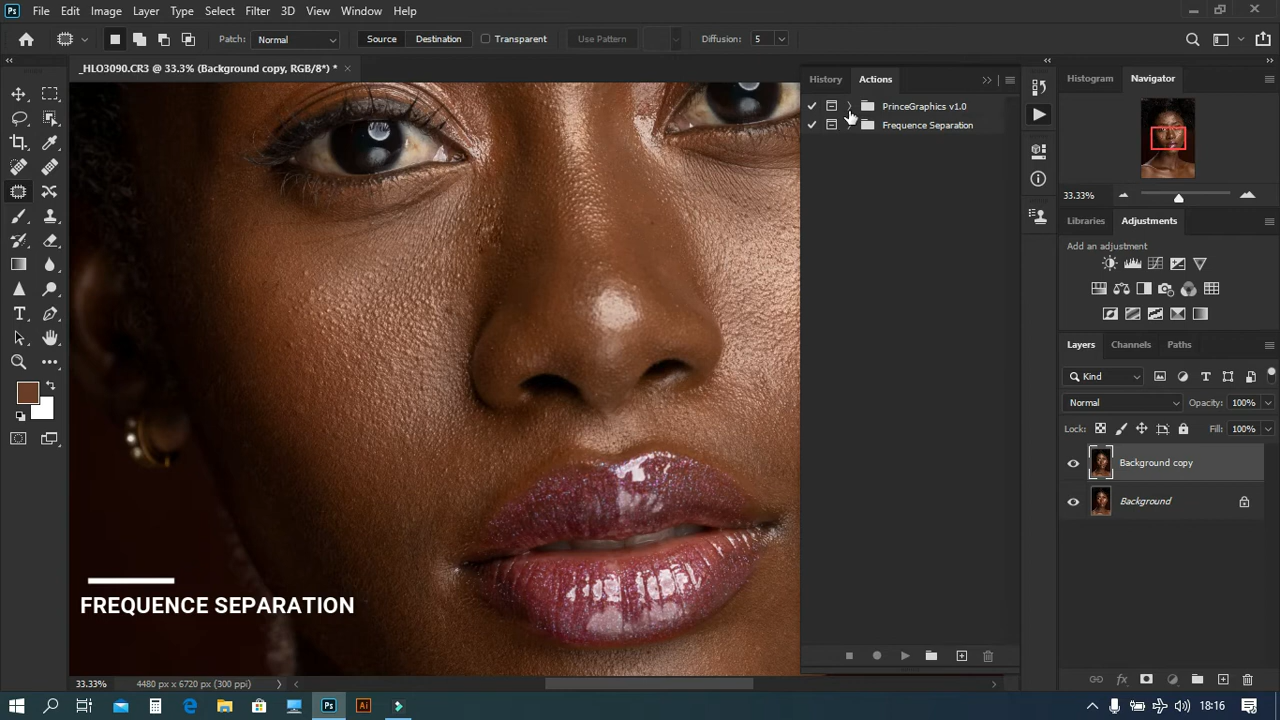 Ps File Edit Image Layer Type Select Filter 3D View Window Help
Patch: Normal Source Destination Transparent Use Pattern Diffusion: 5
_HLO3090.CR3 @ 33.3% (Background copy, RGB/8*) * ×
History Actions
PrinceGraphics v1.0
Frequence Separation
Histogram Navigator
33.33%
Libraries Adjustments
Add an adjustment
Layers Channels Paths
Kind
Normal Opacity: 100%
Lock: Fill: 100%
Background copy
Background
FREQUENCE SEPARATION
33.33% 4480 px x 6720 px (300 ppi)
Ps Ai 18:16